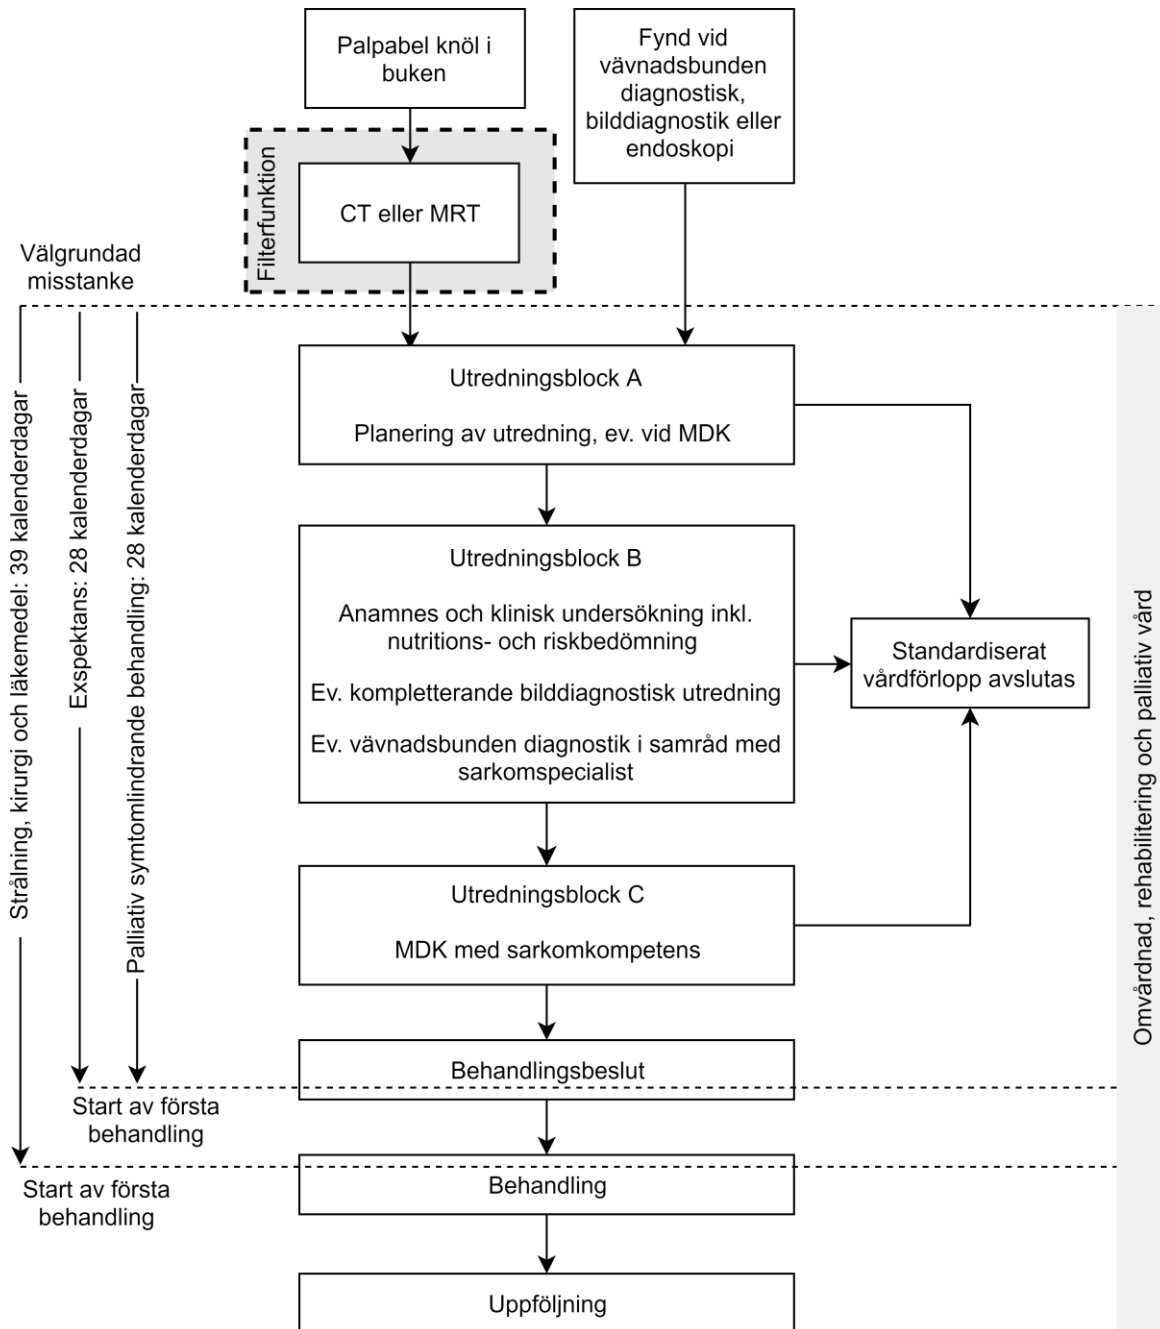 Palpabel knöl i
buken
Fynd vid
vävnadsbunden
diagnostisk,
bilddiagnostik eller
endoskopi
Filterfunktion
CT eller MRT
Välgrundad
misstanke
Strålning, kirurgi och läkemedel: 39 kalenderdagar
Exspektans: 28 kalenderdagar
Palliativ symtomlindrande behandling: 28 kalenderdagar
Utredningsblock A
Planering av utredning, ev. vid MDK
Utredningsblock B
Anamnes och klinisk undersökning inkl.
nutritions- och riskbedömning
Ev. kompletterande bilddiagnostisk utredning
Ev. vävnadsbunden diagnostik i samråd med
sarkomspecialist
Standardiserat
vårdförlopp avslutas
Utredningsblock C
MDK med sarkomkompetens
Behandlingsbeslut
Start av första
behandling
Behandling
Start av första
behandling
Uppföljning
Omvårdnad, rehabilitering och palliativ vård